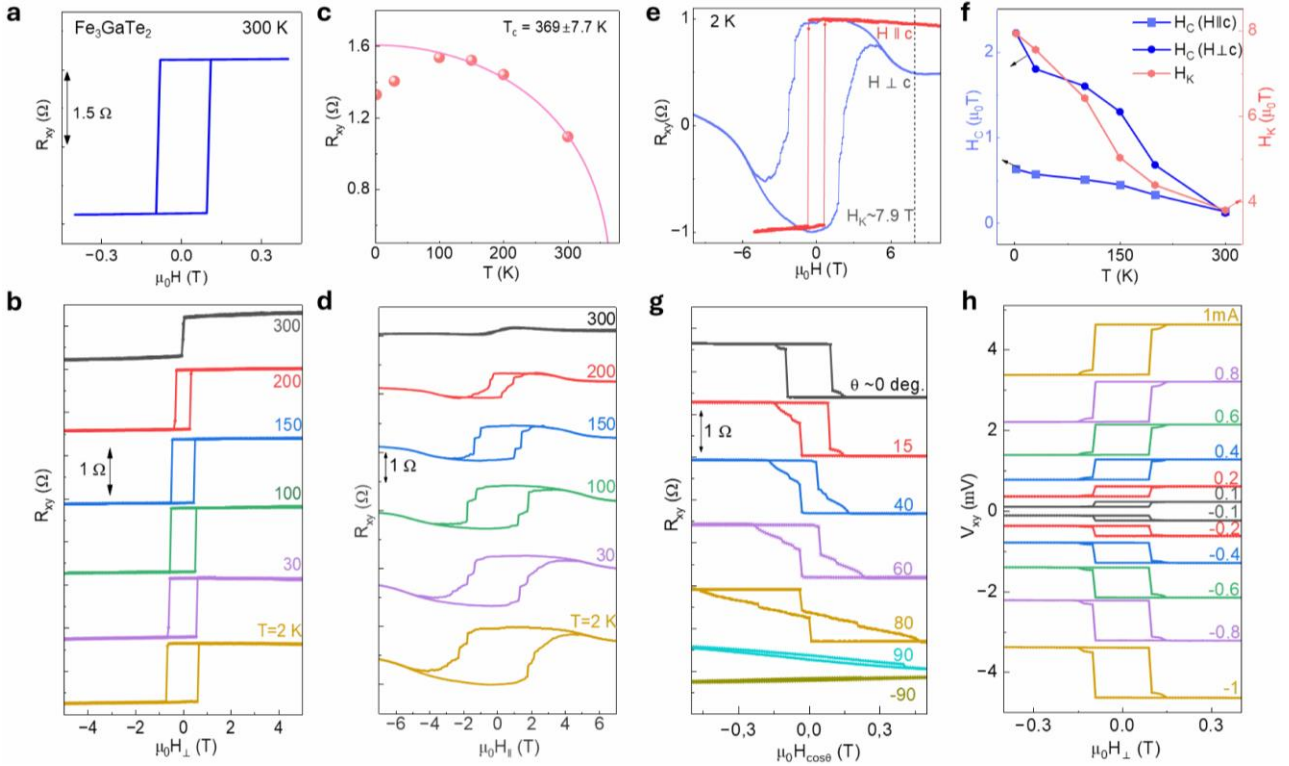 a
Fe₃GaTe₂ 300 K
1.5 Ω
Rxy (Ω)
−0.3 0.0 0.3
μ₀H (T)
c
Tc = 369±7.7 K
1.6
1.2
0.8
Rxy (Ω)
0 100 200 300
T (K)
e
2 K
H ∥ c
H ⊥ c
H_K~7.9 T
1
0
−1
Rxy(Ω)
−6 0 6
μ₀H (T)
f
H_C (H∥c)
H_C (H⊥c)
H_K
2
1
0
H_C (μ₀T)
8
6
4
H_K (μ₀T)
0 150 300
T (K)
b
300
200
150
1 Ω
100
30
T=2 K
Rxy (Ω)
−4 −2 0 2 4
μ₀H⊥ (T)
d
300
200
150
1 Ω
100
30
T=2 K
Rxy (Ω)
−6 −4 −2 0 2 4 6
μ₀H∥ (T)
g
θ ~0 deg.
1 Ω
15
40
60
80
90
-90
Rxy (Ω)
−0,3 0,0 0,3
μ₀Hcosθ (T)
h
1mA
0.8
0.6
0.4
0.2
0.1
-0.1
-0.2
-0.4
-0.6
-0.8
-1
4
2
0
−2
−4
Vxy (mV)
−0.3 0.0 0.3
μ₀H⊥ (T)